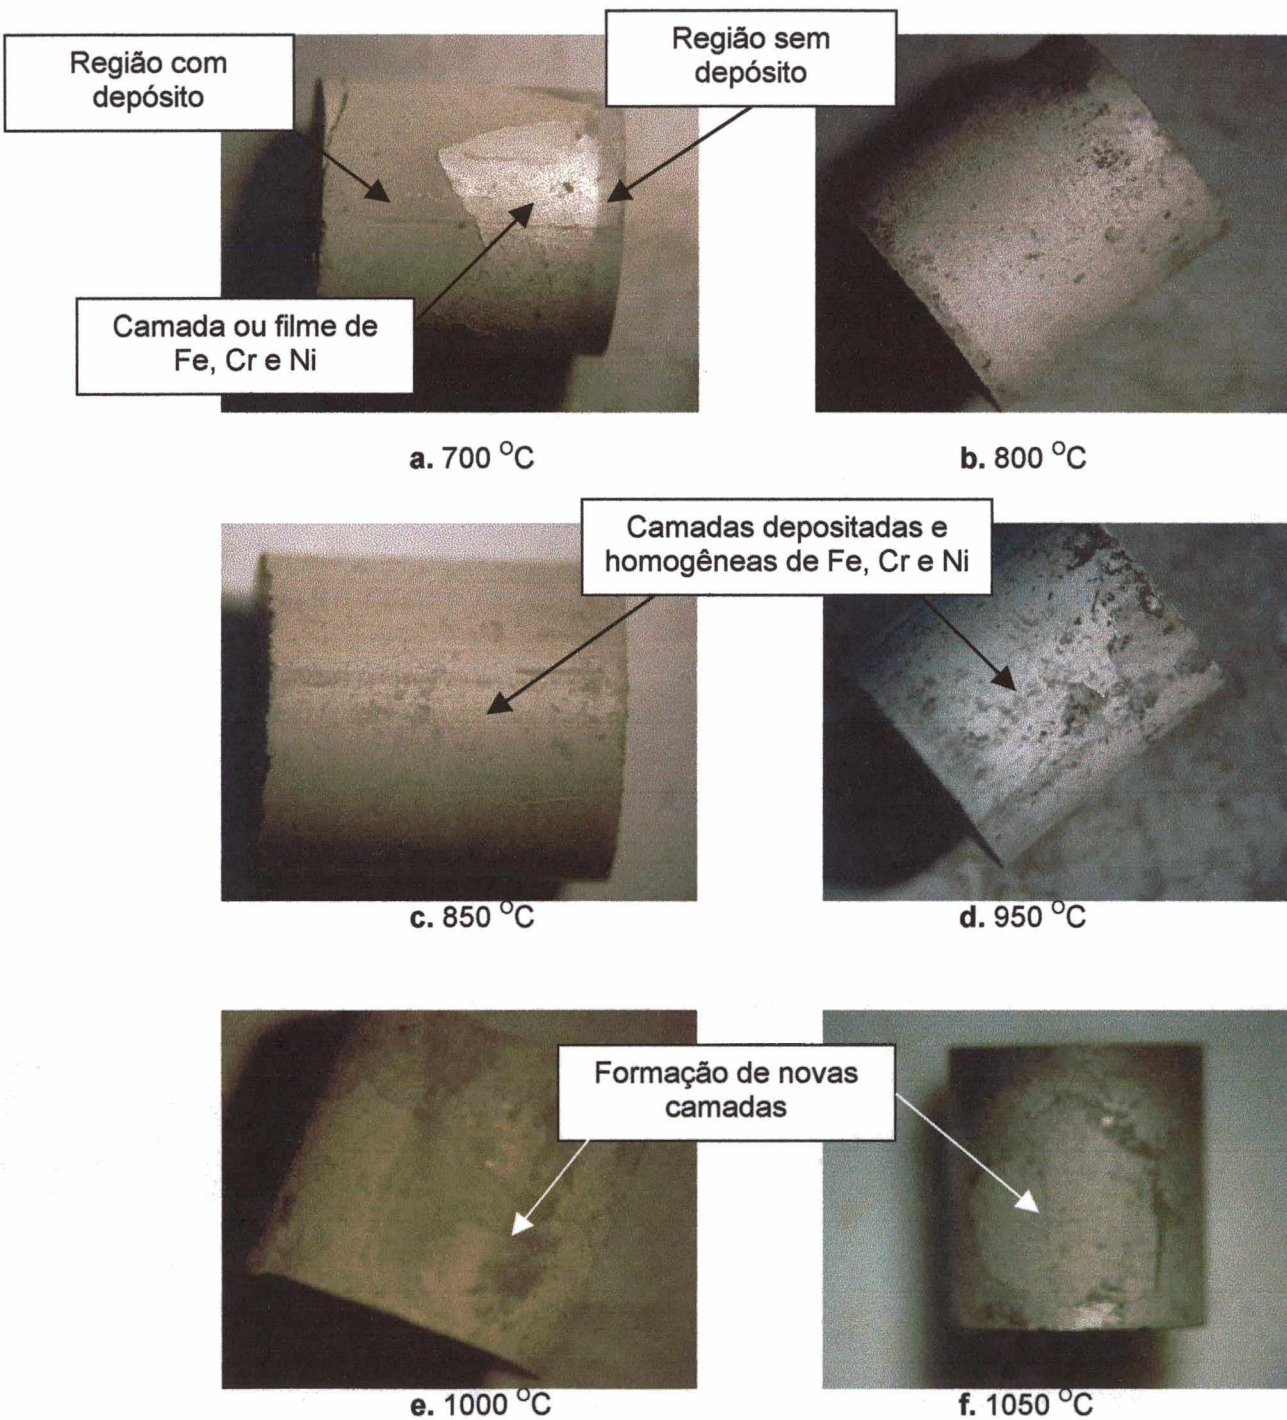 Região com
depósito
Região sem
depósito
Camada ou filme de
Fe, Cr e Ni
a. 700 °C
b. 800 °C
Camadas depositadas e
homogêneas de Fe, Cr e Ni
c. 850 °C
d. 950 °C
Formação de novas
camadas
e. 1000 °C
f. 1050 °C